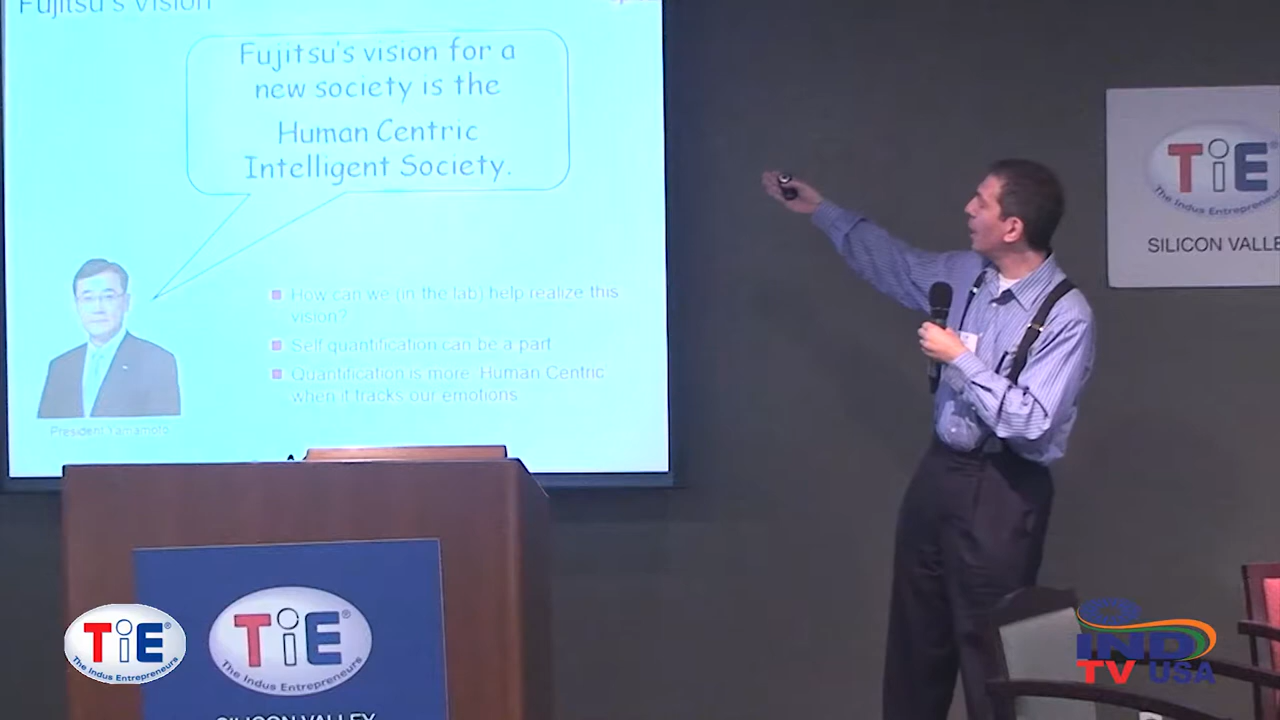 Fujitsu's Vision
Fujitsu's vision for a
new society is the
Human Centric
Intelligent Society.
How can we (in the lab) help realize this
vision?
Self quantification can be a part
Quantification is more Human Centric
when it tracks our emotions
President Yamamoto
TiE®
The Indus Entrepreneurs
SILICON VALLE
TiE®
The Indus Entrepreneurs
SILICON VALLEY
TiE®
The Indus Entrepreneurs
IND
TV USA